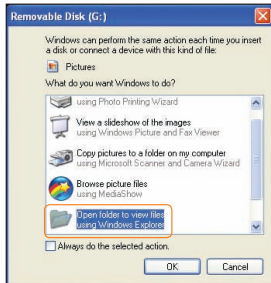 Removable Disk (G:)
Windows can perform the same action each time you insert
a disk or connect a device with this kind of file:
Pictures
What do you want Windows to do?
using Photo Printing Wizard
View a slideshow of the images
using Windows Picture and Fax Viewer
Copy pictures to a folder on my computer
using Microsoft Scanner and Camera Wizard
Browse picture files
using MediaShow
Open folder to view files
using Windows Explorer
Always do the selected action.
OK
Cancel